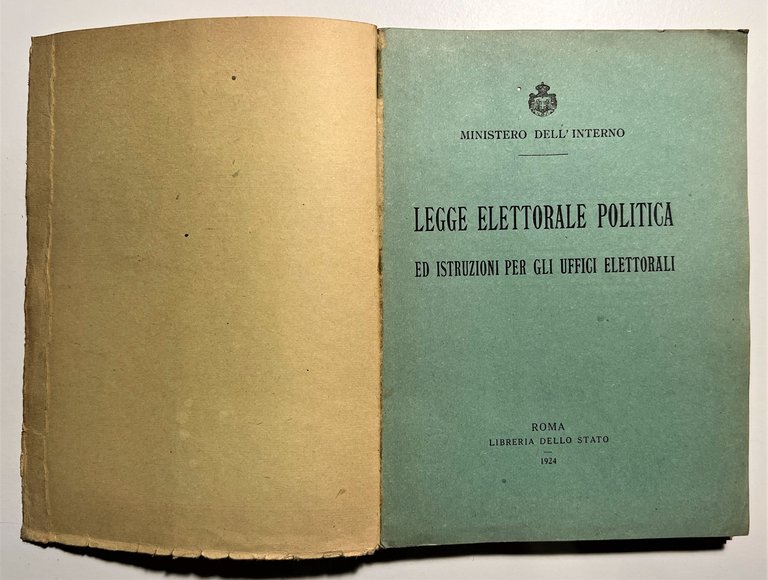 MINISTERO DELL'INTERNO
LEGGE ELETTORALE POLITICA
ED ISTRUZIONI PER GLI UFFICI ELETTORALI
ROMA
LIBRERIA DELLO STATO
1924